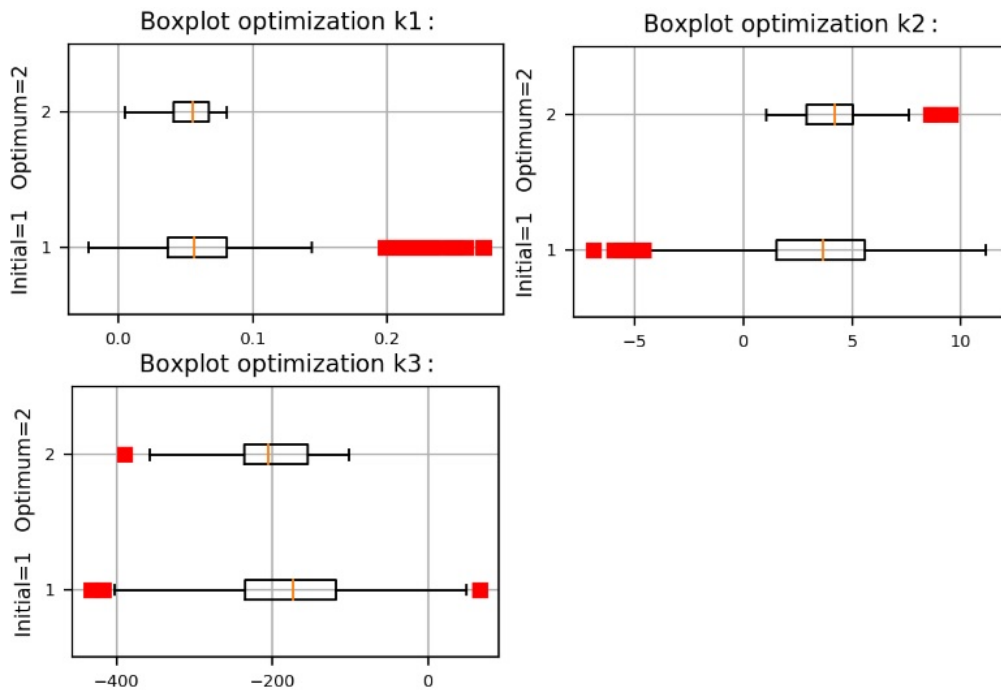 Boxplot optimization k1:
Initial=1 Optimum=2
2
1
0.0 0.1 0.2
Boxplot optimization k2:
Initial=1 Optimum=2
2
1
−5 0 5 10
Boxplot optimization k3:
Initial=1 Optimum=2
2
1
−400 −200 0